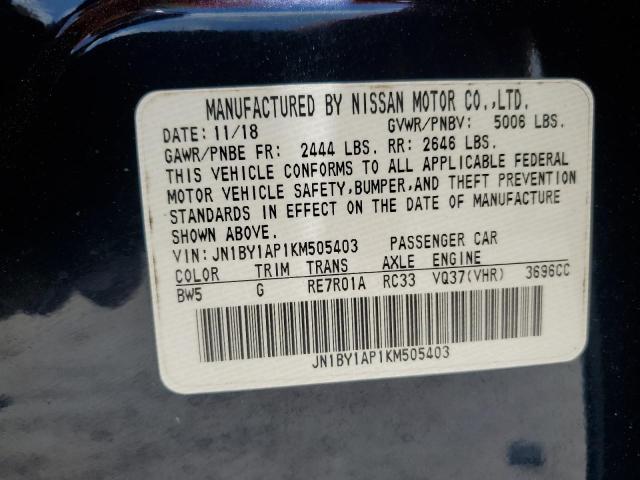 MANUFACTURED BY NISSAN MOTOR CO.,LTD.
DATE: 11/18 GVWR/PNBV: 5006 LBS.
GAWR/PNBE FR: 2444 LBS. RR: 2646 LBS.
THIS VEHICLE CONFORMS TO ALL APPLICABLE FEDERAL
MOTOR VEHICLE SAFETY,BUMPER,AND THEFT PREVENTION
STANDARDS IN EFFECT ON THE DATE OF MANUFACTURE
SHOWN ABOVE.
VIN: JN1BY1AP1KM505403 PASSENGER CAR
COLOR TRIM TRANS AXLE ENGINE
BW5 G RE7R01A RC33 VQ37(VHR) 3696CC
JN1BY1AP1KM505403